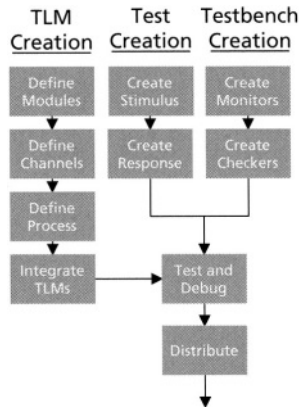 TLM
Creation
Test
Creation
Testbench
Creation
Define
Modules
Create
Stimulus
Create
Monitors
Define
Channels
Create
Response
Create
Checkers
Define
Process
Integrate
TLMs
Test and
Debug
Distribute